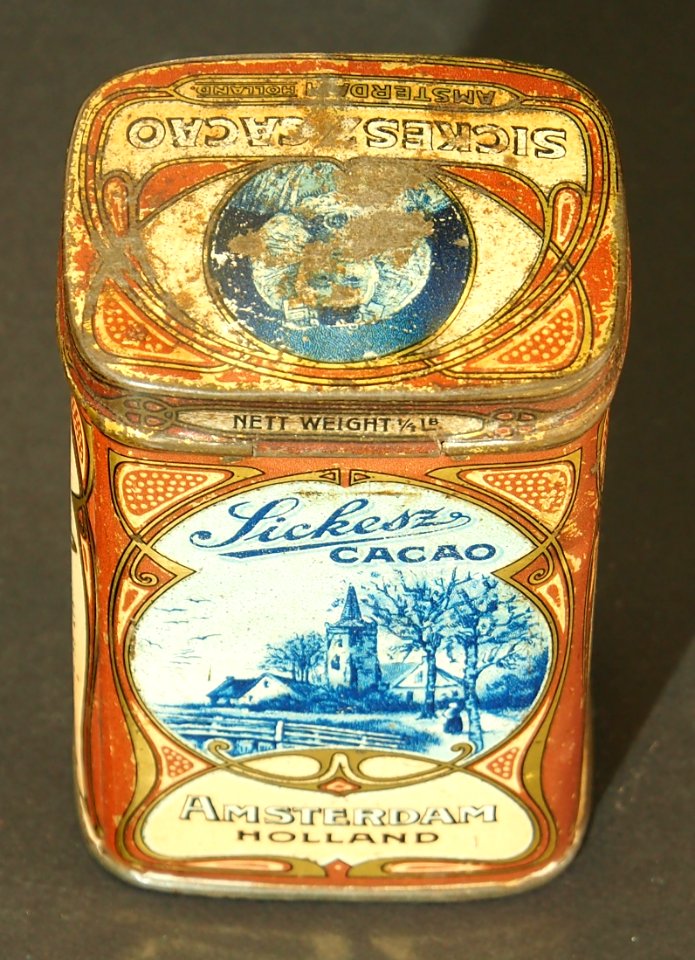 AMSTERDAM HOLLAND.
SICKESZ CACAO
NETT WEIGHT ¼ Lᴮ
Sickesz
CACAO
AMSTERDAM
HOLLAND